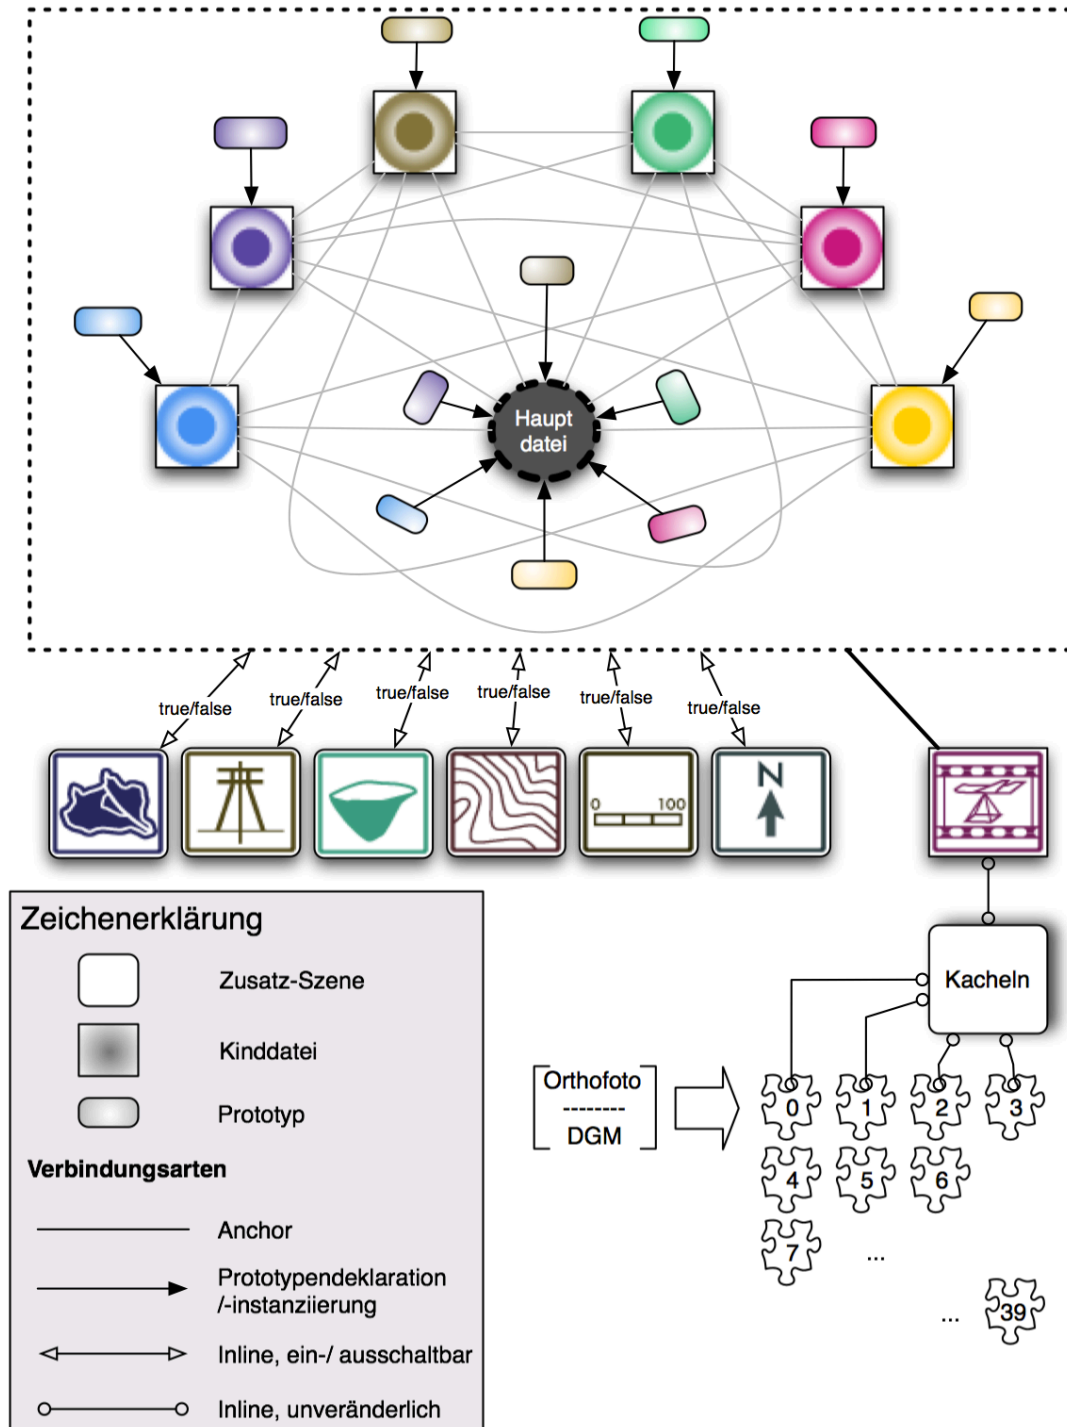 Haupt
datei
true/false
true/false
true/false
true/false
true/false
true/false
0 100
N
Zeichenerklärung
Zusatz-Szene
Kinddatei
Prototyp
Verbindungsarten
Anchor
Prototypendeklaration
/-instanziierung
Inline, ein-/ ausschaltbar
Inline, unveränderlich
Kacheln
Orthofoto
--------
DGM
0 1 2 3
4 5 6
7 ...
... 39